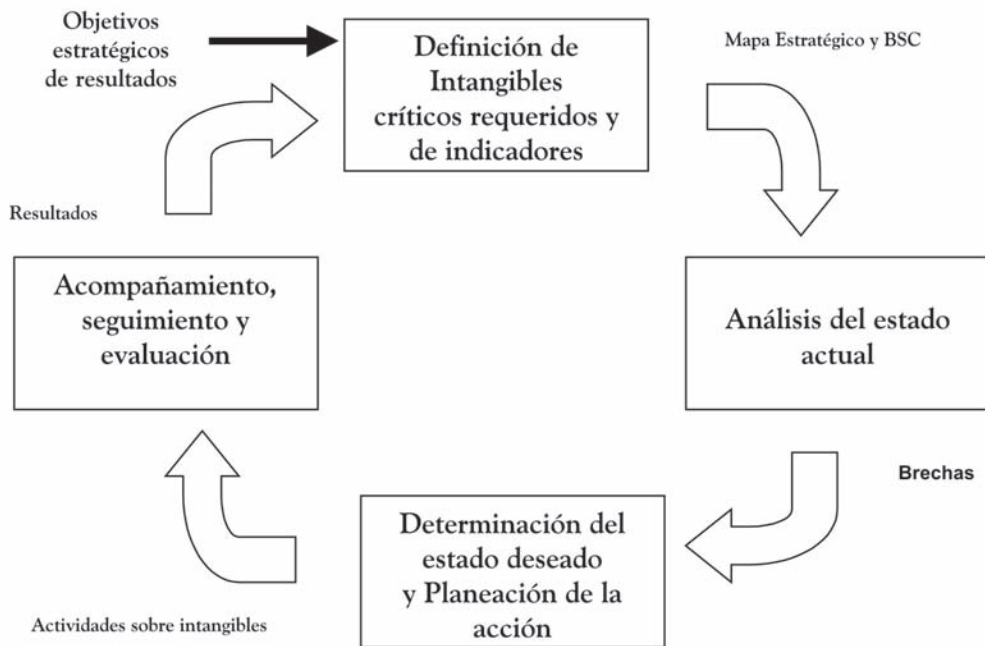 Objetivos
estratégicos
de resultados
Definición de
Intangibles
críticos requeridos y
de indicadores
Mapa Estratégico y BSC
Resultados
Acompañamiento,
seguimiento y
evaluación
Análisis del estado
actual
Brechas
Determinación del
estado deseado
y Planeación de la
acción
Actividades sobre intangibles